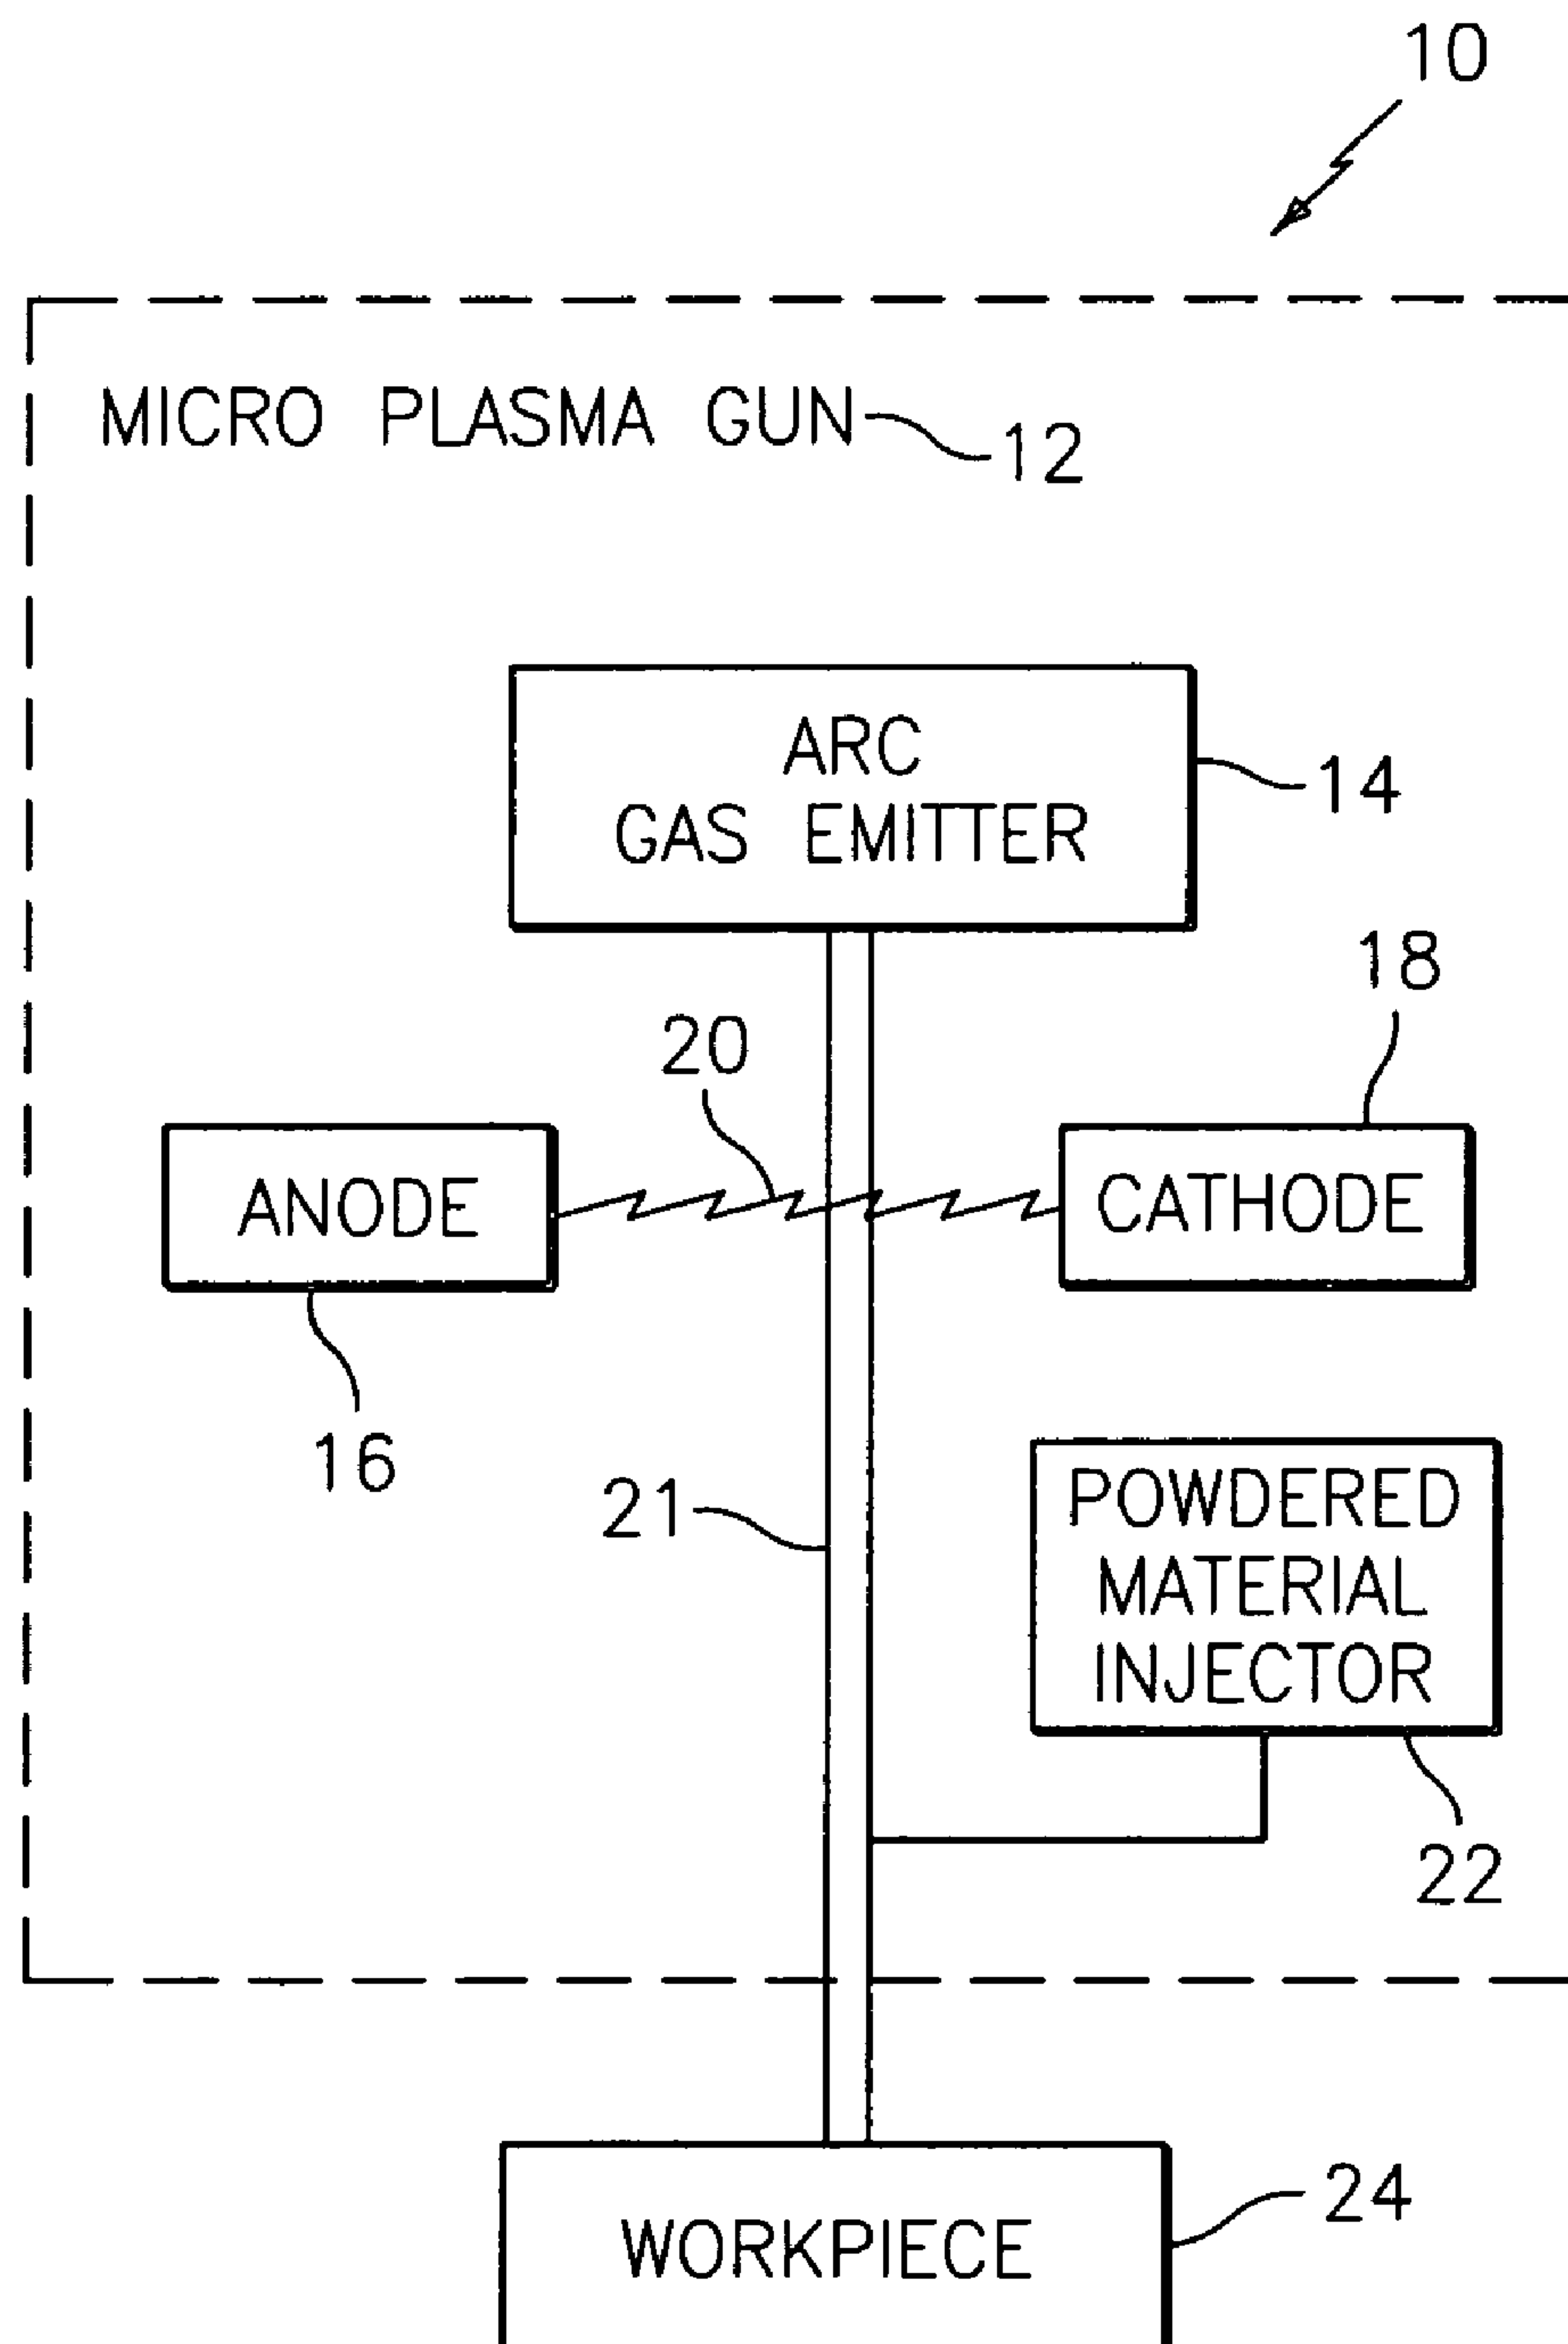 10
MICRO PLASMA GUN
12
ARC
GAS EMITTER
14
18
20
ANODE
CATHODE
16
21
POWDERED
MATERIAL
INJECTOR
22
24
WORKPIECE